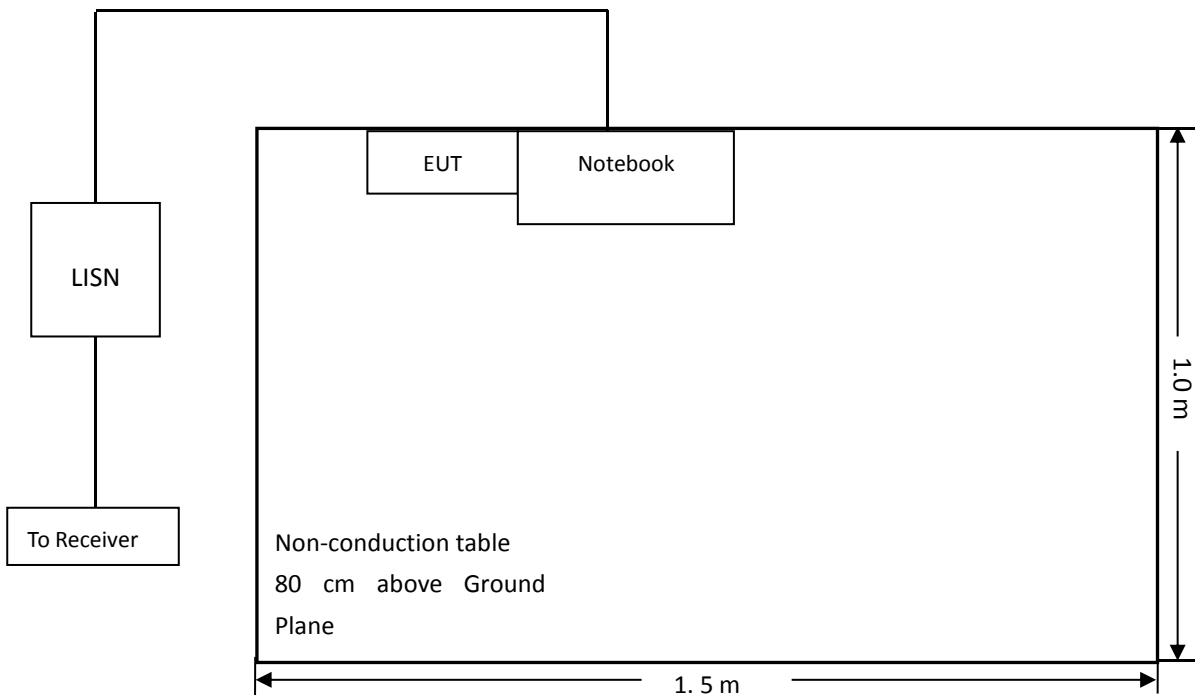 EUT
Notebook
LISN
1.0 m
To Receiver
Non-conduction table
80 cm above Ground
Plane
1. 5 m